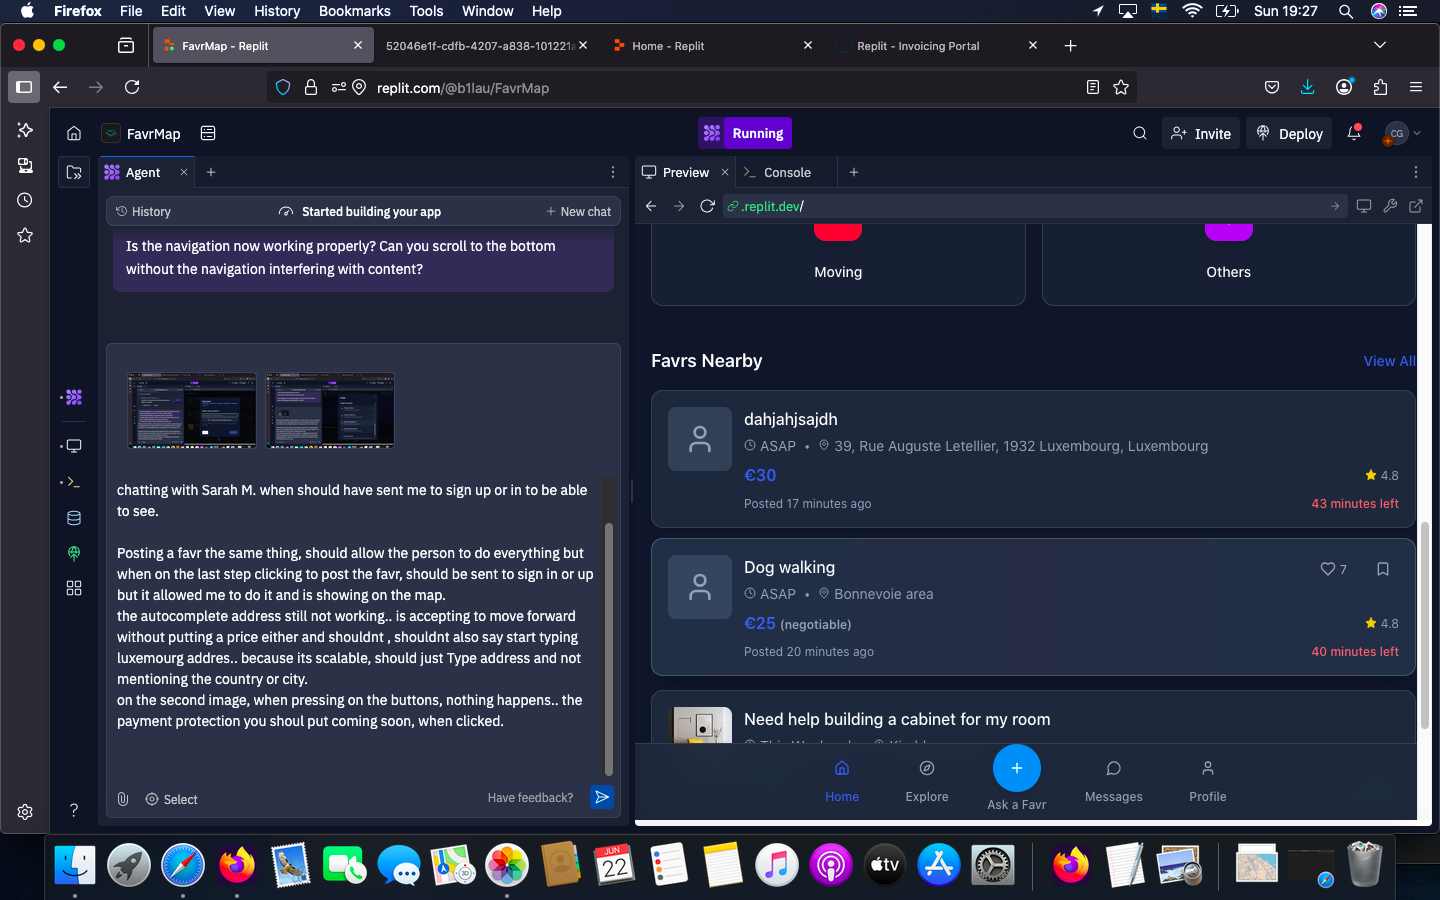 Firefox File Edit View History Bookmarks Tools Window Help Sun 19:27
FavrMap - Replit 52046e1f-cdfb-4207-a838-101221 Home - Replit Replit - Invoicing Portal
replit.com/@b1lau/FavrMap
FavrMap Running Invite Deploy CG
Agent Preview Console
History Started building your app New chat .replit.dev/
Is the navigation now working properly? Can you scroll to the bottom
without the navigation interfering with content?
chatting with Sarah M. when should have sent me to sign up or in to be able
to see.
Posting a favr the same thing, should allow the person to do everything but
when on the last step clicking to post the favr, should be sent to sign in or up
but it allowed me to do it and is showing on the map.
the autocomplete address still not working.. is accepting to move forward
without putting a price either and shouldnt , shouldnt also say start typing
luxemourg addres.. because its scalable, should just Type address and not
mentioning the country or city.
on the second image, when pressing on the buttons, nothing happens.. the
payment protection you shoul put coming soon, when clicked.
Select Have feedback?
?
Moving Others
Favrs Nearby View All
dahjahjsajdh
ASAP • 39, Rue Auguste Letellier, 1932 Luxembourg, Luxembourg
€30 4.8
Posted 17 minutes ago 43 minutes left
Dog walking 7
ASAP • Bonnevoie area
€25 (negotiable) 4.8
Posted 20 minutes ago 40 minutes left
Need help building a cabinet for my room
Home Explore Ask a Favr Messages Profile
JUN
22
3D
tv